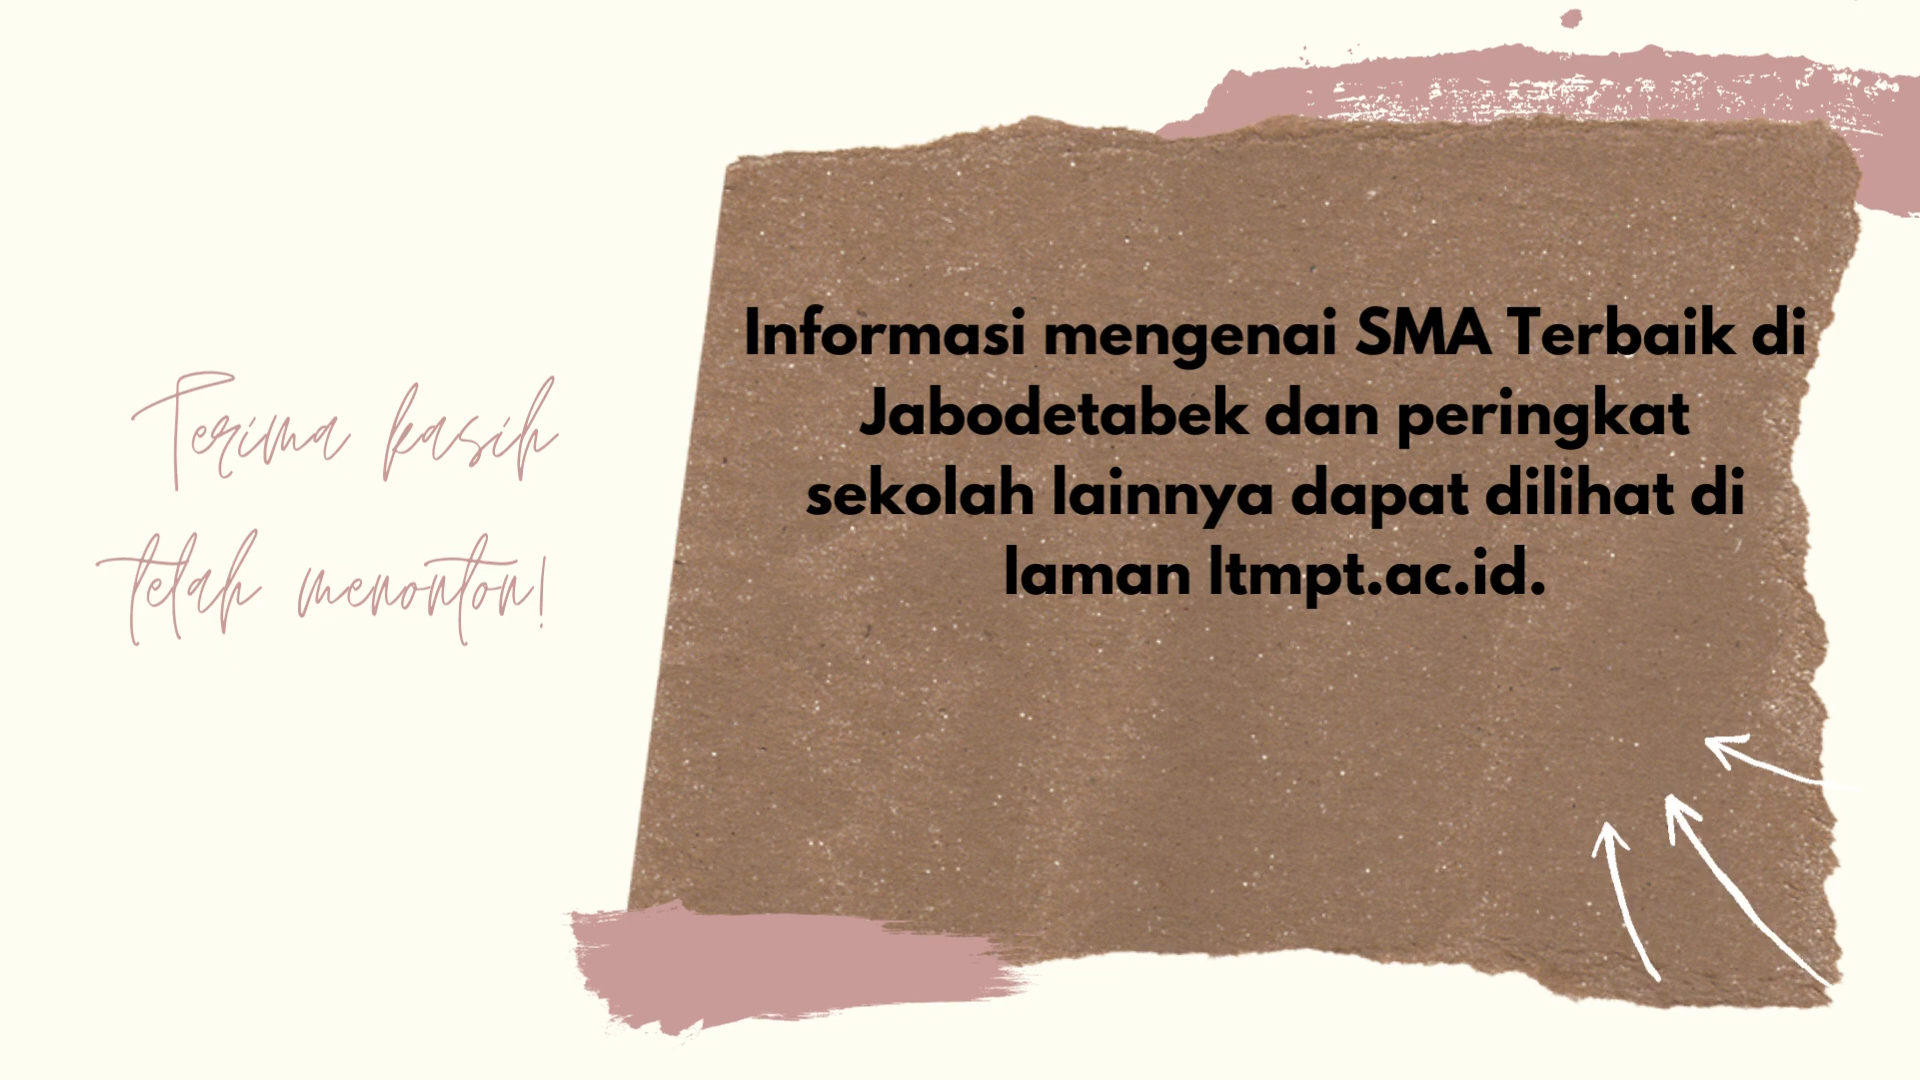 Terima kasih
telah menonton!
Informasi mengenai SMA Terbaik di
Jabodetabek dan peringkat
sekolah lainnya dapat dilihat di
laman ltmpt.ac.id.